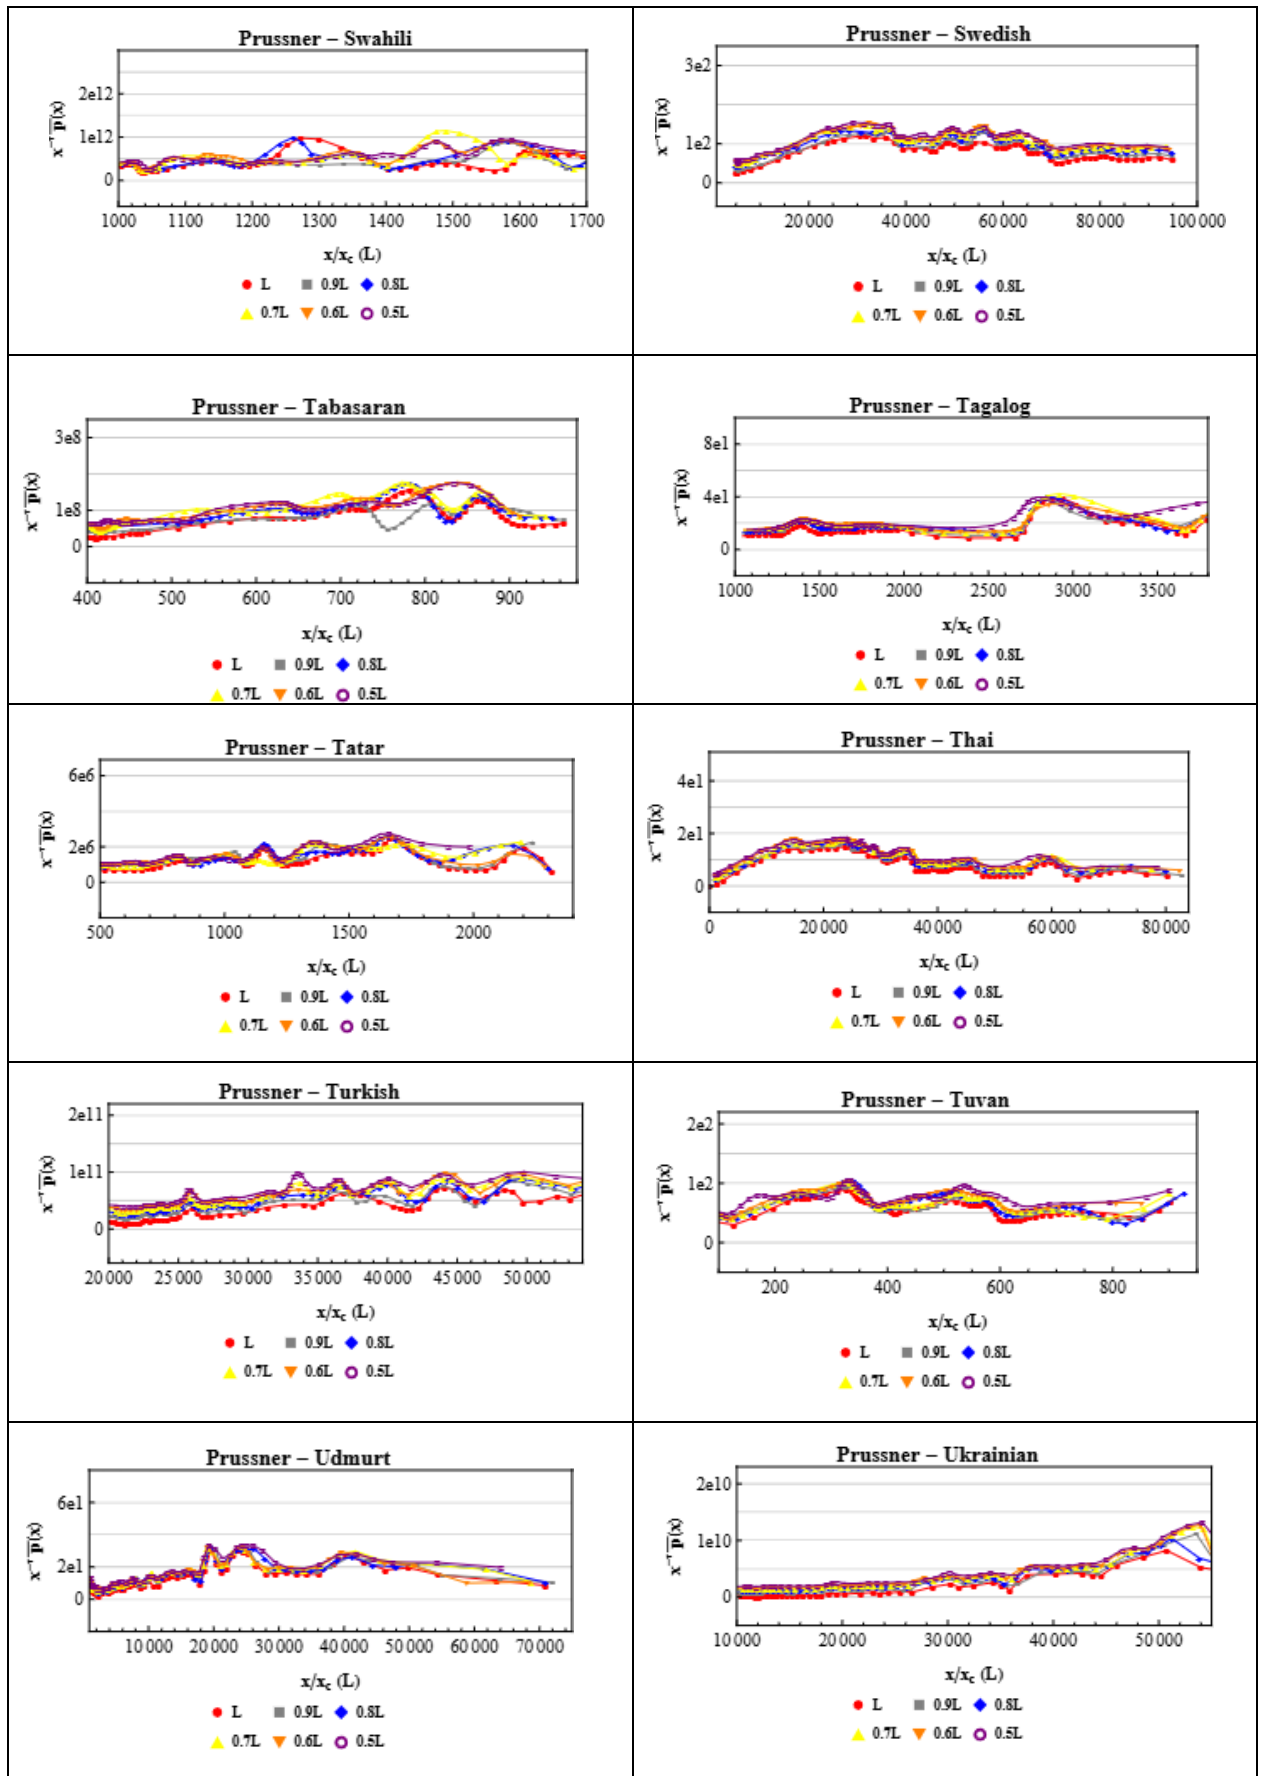 Prussner – Swahili
x⁻ᵗ p̅(x)
2e12
1e12
0
1000 1100 1200 1300 1400 1500 1600 1700
x/x꜀ (L)
L 0.9L 0.8L
0.7L 0.6L 0.5L
Prussner – Swedish
x⁻ᵗ p̅(x)
3e2
1e2
0
20 000 40 000 60 000 80 000 100 000
x/x꜀ (L)
L 0.9L 0.8L
0.7L 0.6L 0.5L
Prussner – Tabasaran
x⁻ᵗ p̅(x)
3e8
1e8
0
400 500 600 700 800 900
x/x꜀ (L)
L 0.9L 0.8L
0.7L 0.6L 0.5L
Prussner – Tagalog
x⁻ᵗ p̅(x)
8e1
4e1
0
1000 1500 2000 2500 3000 3500
x/x꜀ (L)
L 0.9L 0.8L
0.7L 0.6L 0.5L
Prussner – Tatar
x⁻ᵗ p̅(x)
6e6
2e6
0
500 1000 1500 2000
x/x꜀ (L)
L 0.9L 0.8L
0.7L 0.6L 0.5L
Prussner – Thai
x⁻ᵗ p̅(x)
4e1
2e1
0
0 20 000 40 000 60 000 80 000
x/x꜀ (L)
L 0.9L 0.8L
0.7L 0.6L 0.5L
Prussner – Turkish
x⁻ᵗ p̅(x)
2e11
1e11
0
20 000 25 000 30 000 35 000 40 000 45 000 50 000
x/x꜀ (L)
L 0.9L 0.8L
0.7L 0.6L 0.5L
Prussner – Tuvan
x⁻ᵗ p̅(x)
2e2
1e2
0
200 400 600 800
x/x꜀ (L)
L 0.9L 0.8L
0.7L 0.6L 0.5L
Prussner – Udmurt
x⁻ᵗ p̅(x)
6e1
2e1
0
10 000 20 000 30 000 40 000 50 000 60 000 70 000
x/x꜀ (L)
L 0.9L 0.8L
0.7L 0.6L 0.5L
Prussner – Ukrainian
x⁻ᵗ p̅(x)
2e10
1e10
0
10 000 20 000 30 000 40 000 50 000
x/x꜀ (L)
L 0.9L 0.8L
0.7L 0.6L 0.5L